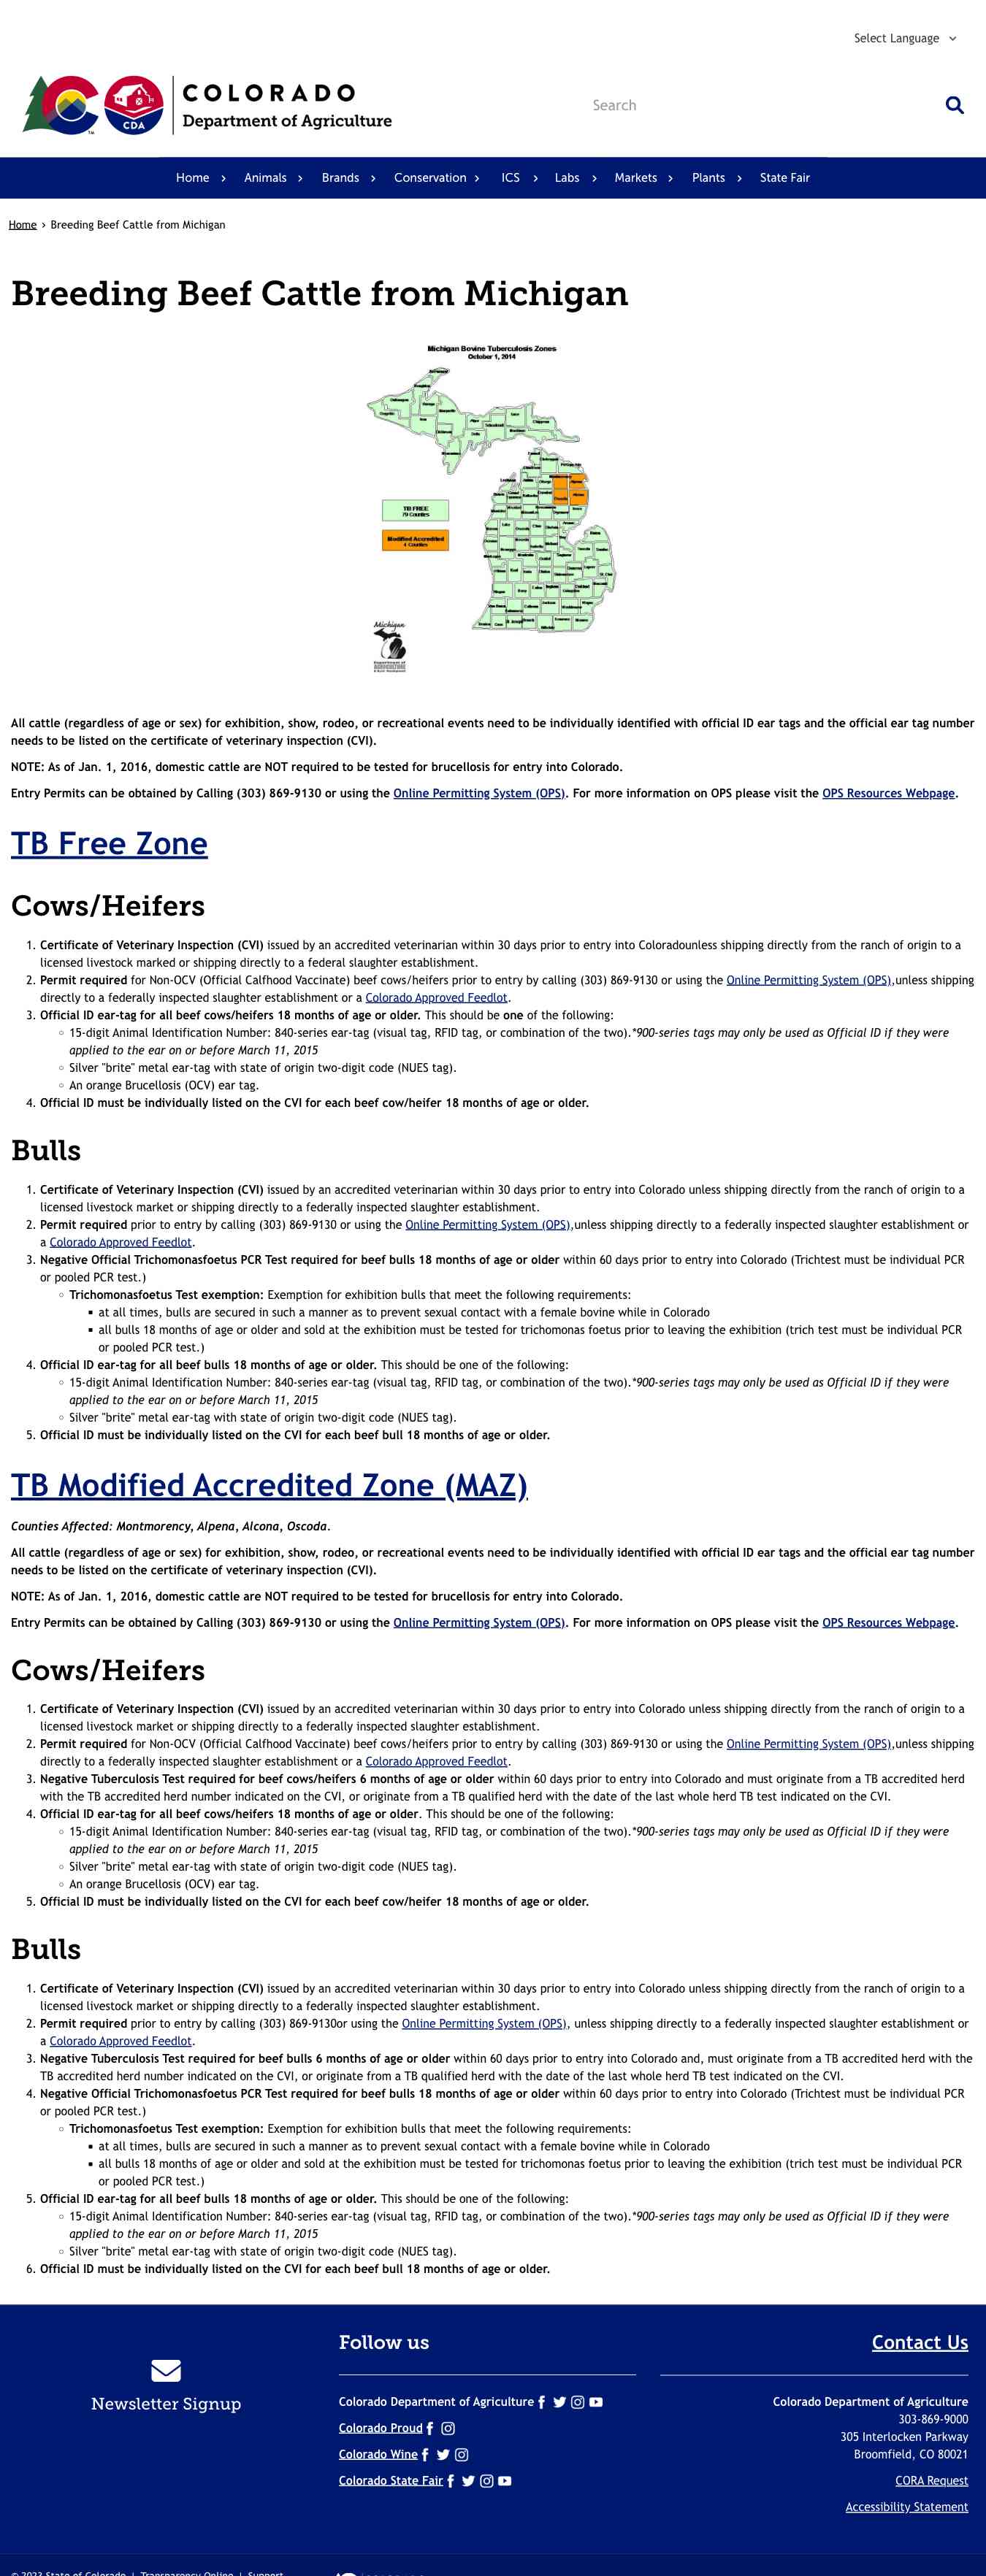 Select Language
COLORADO
Department of Agriculture
CDA
TM
Search
Home Animals Brands Conservation ICS Labs Markets Plants State Fair
Home › Breeding Beef Cattle from Michigan
Breeding Beef Cattle from Michigan
Michigan Bovine Tuberculosis Zones
October 1, 2014
TB FREE
79 Counties
Modified Accredited
4 Counties
Michigan
Department of
AGRICULTURE
All cattle (regardless of age or sex) for exhibition, show, rodeo, or recreational events need to be individually identified with official ID ear tags and the official ear tag number
needs to be listed on the certificate of veterinary inspection (CVI).
NOTE: As of Jan. 1, 2016, domestic cattle are NOT required to be tested for brucellosis for entry into Colorado.
Entry Permits can be obtained by Calling (303) 869-9130 or using the Online Permitting System (OPS). For more information on OPS please visit the OPS Resources Webpage.
TB Free Zone
Cows/Heifers
1. Certificate of Veterinary Inspection (CVI) issued by an accredited veterinarian within 30 days prior to entry into Coloradounless shipping directly from the ranch of origin to a
licensed livestock marked or shipping directly to a federal slaughter establishment.
2. Permit required for Non-OCV (Official Calfhood Vaccinate) beef cows/heifers prior to entry by calling (303) 869-9130 or using the Online Permitting System (OPS),unless shipping
directly to a federally inspected slaughter establishment or a Colorado Approved Feedlot.
3. Official ID ear-tag for all beef cows/heifers 18 months of age or older. This should be one of the following:
◦ 15-digit Animal Identification Number: 840-series ear-tag (visual tag, RFID tag, or combination of the two).*900-series tags may only be used as Official ID if they were
applied to the ear on or before March 11, 2015
◦ Silver "brite" metal ear-tag with state of origin two-digit code (NUES tag).
◦ An orange Brucellosis (OCV) ear tag.
4. Official ID must be individually listed on the CVI for each beef cow/heifer 18 months of age or older.
Bulls
1. Certificate of Veterinary Inspection (CVI) issued by an accredited veterinarian within 30 days prior to entry into Colorado unless shipping directly from the ranch of origin to a
licensed livestock market or shipping directly to a federally inspected slaughter establishment.
2. Permit required prior to entry by calling (303) 869-9130 or using the Online Permitting System (OPS),unless shipping directly to a federally inspected slaughter establishment or
a Colorado Approved Feedlot.
3. Negative Official Trichomonasfoetus PCR Test required for beef bulls 18 months of age or older within 60 days prior to entry into Colorado (Trichtest must be individual PCR
or pooled PCR test.)
◦ Trichomonasfoetus Test exemption: Exemption for exhibition bulls that meet the following requirements:
▪ at all times, bulls are secured in such a manner as to prevent sexual contact with a female bovine while in Colorado
▪ all bulls 18 months of age or older and sold at the exhibition must be tested for trichomonas foetus prior to leaving the exhibition (trich test must be individual PCR
or pooled PCR test.)
4. Official ID ear-tag for all beef bulls 18 months of age or older. This should be one of the following:
◦ 15-digit Animal Identification Number: 840-series ear-tag (visual tag, RFID tag, or combination of the two).*900-series tags may only be used as Official ID if they were
applied to the ear on or before March 11, 2015
◦ Silver "brite" metal ear-tag with state of origin two-digit code (NUES tag).
5. Official ID must be individually listed on the CVI for each beef bull 18 months of age or older.
TB Modified Accredited Zone (MAZ)
Counties Affected: Montmorency, Alpena, Alcona, Oscoda.
All cattle (regardless of age or sex) for exhibition, show, rodeo, or recreational events need to be individually identified with official ID ear tags and the official ear tag number
needs to be listed on the certificate of veterinary inspection (CVI).
NOTE: As of Jan. 1, 2016, domestic cattle are NOT required to be tested for brucellosis for entry into Colorado.
Entry Permits can be obtained by Calling (303) 869-9130 or using the Online Permitting System (OPS). For more information on OPS please visit the OPS Resources Webpage.
Cows/Heifers
1. Certificate of Veterinary Inspection (CVI) issued by an accredited veterinarian within 30 days prior to entry into Colorado unless shipping directly from the ranch of origin to a
licensed livestock market or shipping directly to a federally inspected slaughter establishment.
2. Permit required for Non-OCV (Official Calfhood Vaccinate) beef cows/heifers prior to entry by calling (303) 869-9130 or using the Online Permitting System (OPS),unless shipping
directly to a federally inspected slaughter establishment or a Colorado Approved Feedlot.
3. Negative Tuberculosis Test required for beef cows/heifers 6 months of age or older within 60 days prior to entry into Colorado and must originate from a TB accredited herd
with the TB accredited herd number indicated on the CVI, or originate from a TB qualified herd with the date of the last whole herd TB test indicated on the CVI.
4. Official ID ear-tag for all beef cows/heifers 18 months of age or older. This should be one of the following:
◦ 15-digit Animal Identification Number: 840-series ear-tag (visual tag, RFID tag, or combination of the two).*900-series tags may only be used as Official ID if they were
applied to the ear on or before March 11, 2015
◦ Silver "brite" metal ear-tag with state of origin two-digit code (NUES tag).
◦ An orange Brucellosis (OCV) ear tag.
5. Official ID must be individually listed on the CVI for each beef cow/heifer 18 months of age or older.
Bulls
1. Certificate of Veterinary Inspection (CVI) issued by an accredited veterinarian within 30 days prior to entry into Colorado unless shipping directly from the ranch of origin to a
licensed livestock market or shipping directly to a federally inspected slaughter establishment.
2. Permit required prior to entry by calling (303) 869-9130or using the Online Permitting System (OPS), unless shipping directly to a federally inspected slaughter establishment or
a Colorado Approved Feedlot.
3. Negative Tuberculosis Test required for beef bulls 6 months of age or older within 60 days prior to entry into Colorado and, must originate from a TB accredited herd with the
TB accredited herd number indicated on the CVI, or originate from a TB qualified herd with the date of the last whole herd TB test indicated on the CVI.
4. Negative Official Trichomonasfoetus PCR Test required for beef bulls 18 months of age or older within 60 days prior to entry into Colorado (Trichtest must be individual PCR
or pooled PCR test.)
◦ Trichomonasfoetus Test exemption: Exemption for exhibition bulls that meet the following requirements:
▪ at all times, bulls are secured in such a manner as to prevent sexual contact with a female bovine while in Colorado
▪ all bulls 18 months of age or older and sold at the exhibition must be tested for trichomonas foetus prior to leaving the exhibition (trich test must be individual PCR
or pooled PCR test.)
5. Official ID ear-tag for all beef bulls 18 months of age or older. This should be one of the following:
◦ 15-digit Animal Identification Number: 840-series ear-tag (visual tag, RFID tag, or combination of the two).*900-series tags may only be used as Official ID if they were
applied to the ear on or before March 11, 2015
◦ Silver "brite" metal ear-tag with state of origin two-digit code (NUES tag).
6. Official ID must be individually listed on the CVI for each beef bull 18 months of age or older.
Newsletter Signup
Follow us
Colorado Department of Agriculture
Colorado Proud
Colorado Wine
Colorado State Fair
Contact Us
Colorado Department of Agriculture
303-869-9000
305 Interlocken Parkway
Broomfield, CO 80021
CORA Request
Accessibility Statement
© 2023 State of Colorado | Transparency Online | Support